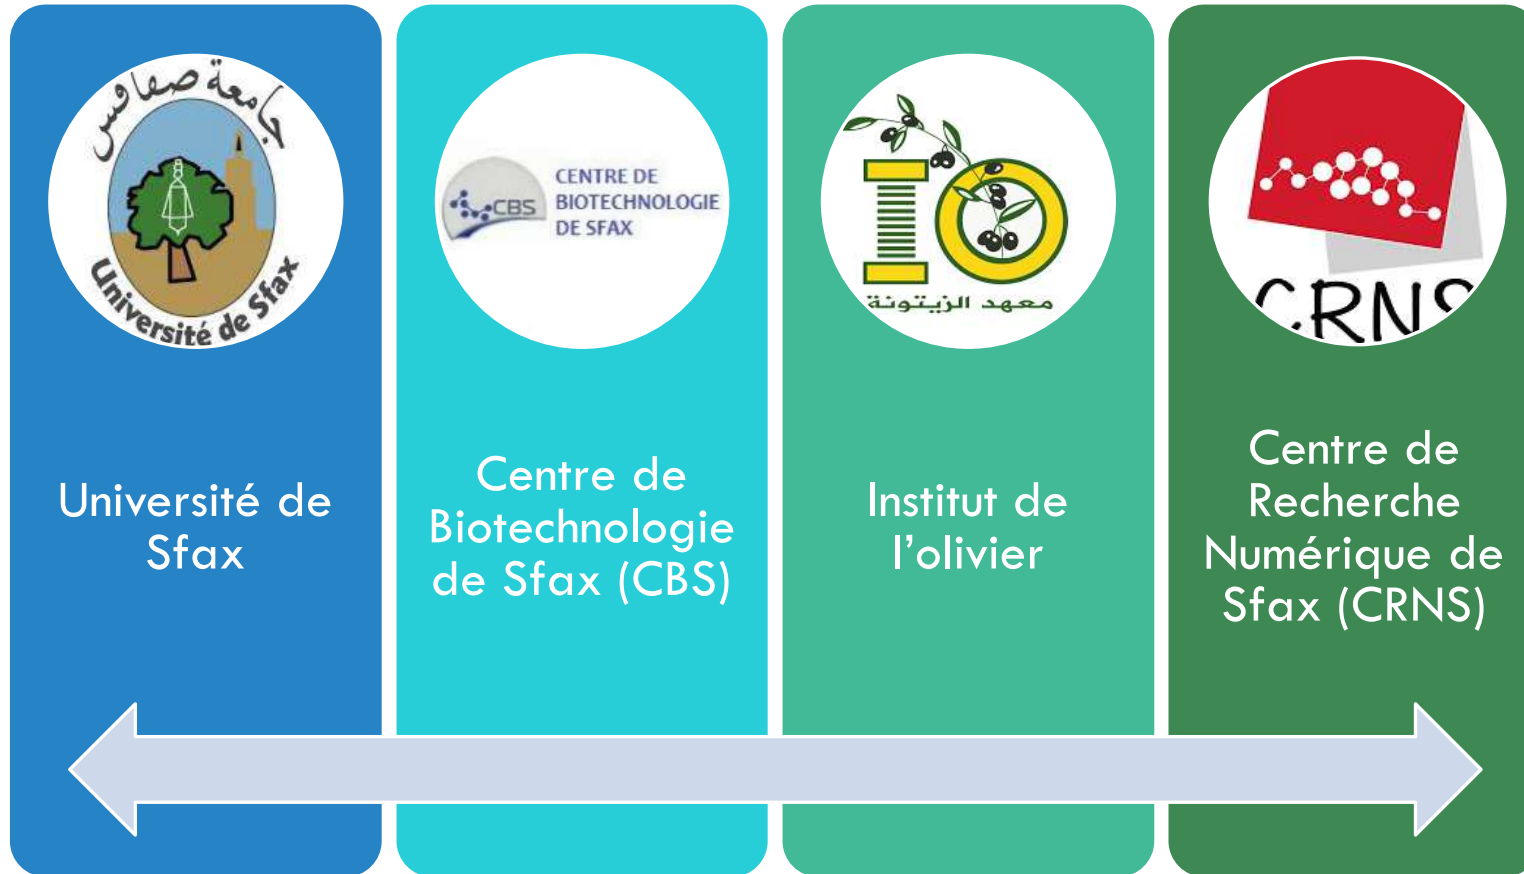 جامعة صفاقس
Université de Sfax
Université de
Sfax
CBS
CENTRE DE
BIOTECHNOLOGIE
DE SFAX
Centre de
Biotechnologie
de Sfax (CBS)
IO
معهد الزيتونة
Institut de
l’olivier
CRNS
Centre de
Recherche
Numérique de
Sfax (CRNS)